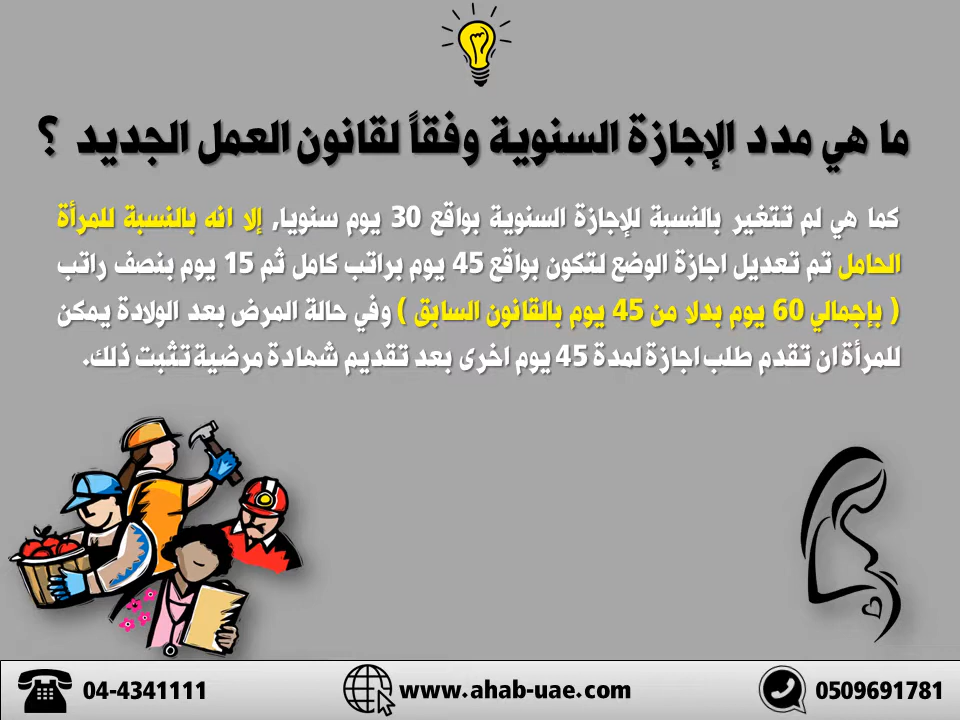 ما هي مدد الإجازة السنوية وفقاً لقانون العمل الجديد ؟
كما هي لم تتغير بالنسبة للإجازة السنوية بواقع 30 يوم سنويا, إلا انه بالنسبة للمرأة
الحامل تم تعديل اجازة الوضع لتكون بواقع 45 يوم براتب كامل ثم 15 يوم بنصف راتب
( بإجمالي 60 يوم بدلا من 45 يوم بالقانون السابق ) وفي حالة المرض بعد الولادة يمكن
للمرأة ان تقدم طلب اجازة لمدة 45 يوم اخرى بعد تقديم شهادة مرضية تثبت ذلك.
04-4341111
www.ahab-uae.com
0509691781